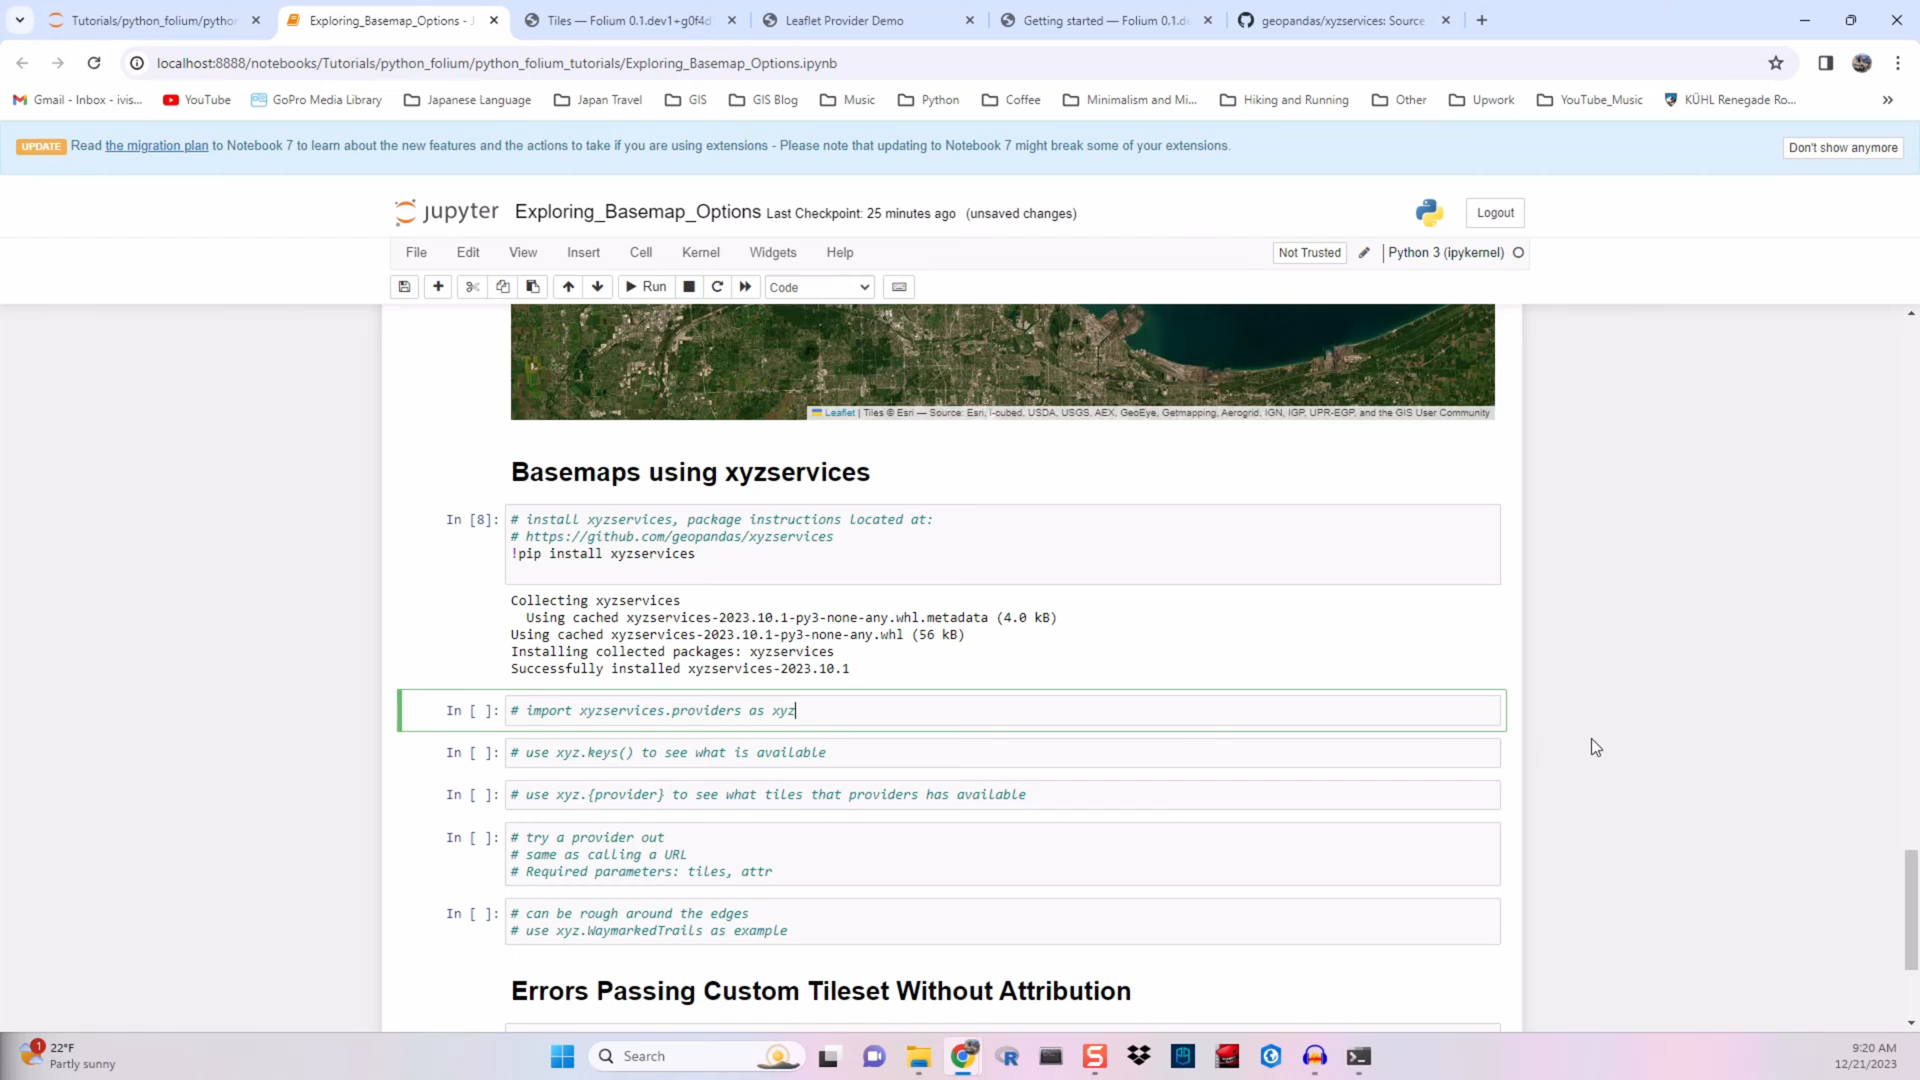 Tutorials/python_folium/python
Exploring_Basemap_Options - J
Tiles — Folium 0.1.dev1+g0f4d
Leaflet Provider Demo
Getting started — Folium 0.1.de
geopandas/xyzservices: Source
localhost:8888/notebooks/Tutorials/python_folium/python_folium_tutorials/Exploring_Basemap_Options.ipynb
Gmail - Inbox - ivis...
YouTube
GoPro Media Library
Japanese Language
Japan Travel
GIS
GIS Blog
Music
Python
Coffee
Minimalism and Mi...
Hiking and Running
Other
Upwork
YouTube_Music
KÜHL Renegade Ro...
UPDATE Read the migration plan to Notebook 7 to learn about the new features and the actions to take if you are using extensions - Please note that updating to Notebook 7 might break some of your extensions.
Don't show anymore
jupyter Exploring_Basemap_Options Last Checkpoint: 25 minutes ago (unsaved changes)
Logout
File Edit View Insert Cell Kernel Widgets Help
Not Trusted
Python 3 (ipykernel)
Run
Code
Leaflet | Tiles © Esri — Source: Esri, i-cubed, USDA, USGS, AEX, GeoEye, Getmapping, Aerogrid, IGN, IGP, UPR-EGP, and the GIS User Community
Basemaps using xyzservices
In [8]: # install xyzservices, package instructions located at:
# https://github.com/geopandas/xyzservices
!pip install xyzservices
Collecting xyzservices
Using cached xyzservices-2023.10.1-py3-none-any.whl.metadata (4.0 kB)
Using cached xyzservices-2023.10.1-py3-none-any.whl (56 kB)
Installing collected packages: xyzservices
Successfully installed xyzservices-2023.10.1
In [ ]: # import xyzservices.providers as xyz
In [ ]: # use xyz.keys() to see what is available
In [ ]: # use xyz.{provider} to see what tiles that providers has available
In [ ]: # try a provider out
# same as calling a URL
# Required parameters: tiles, attr
In [ ]: # can be rough around the edges
# use xyz.WaymarkedTrails as example
Errors Passing Custom Tileset Without Attribution
1
22°F
Partly sunny
Search
9:20 AM
12/21/2023